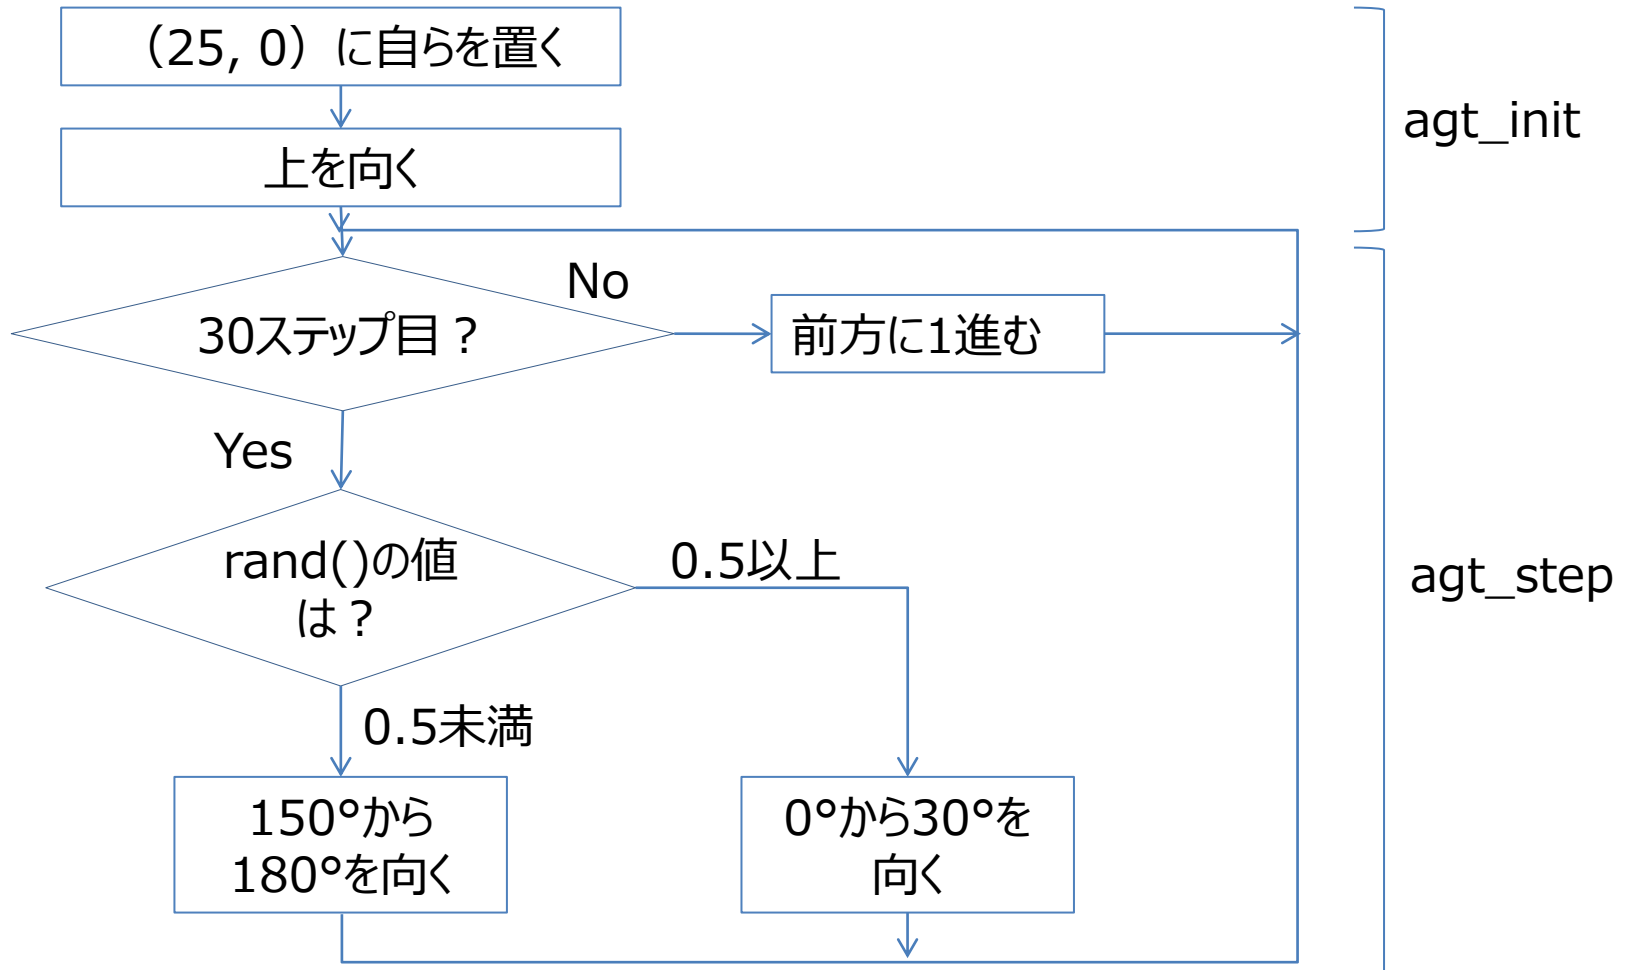 （25, 0）に自らを置く
agt_init
上を向く
No
30ステップ目？
前方に1進む
Yes
rand()の値
は？
0.5以上
agt_step
0.5未満
150°から
180°を向く
0°から30°を
向く